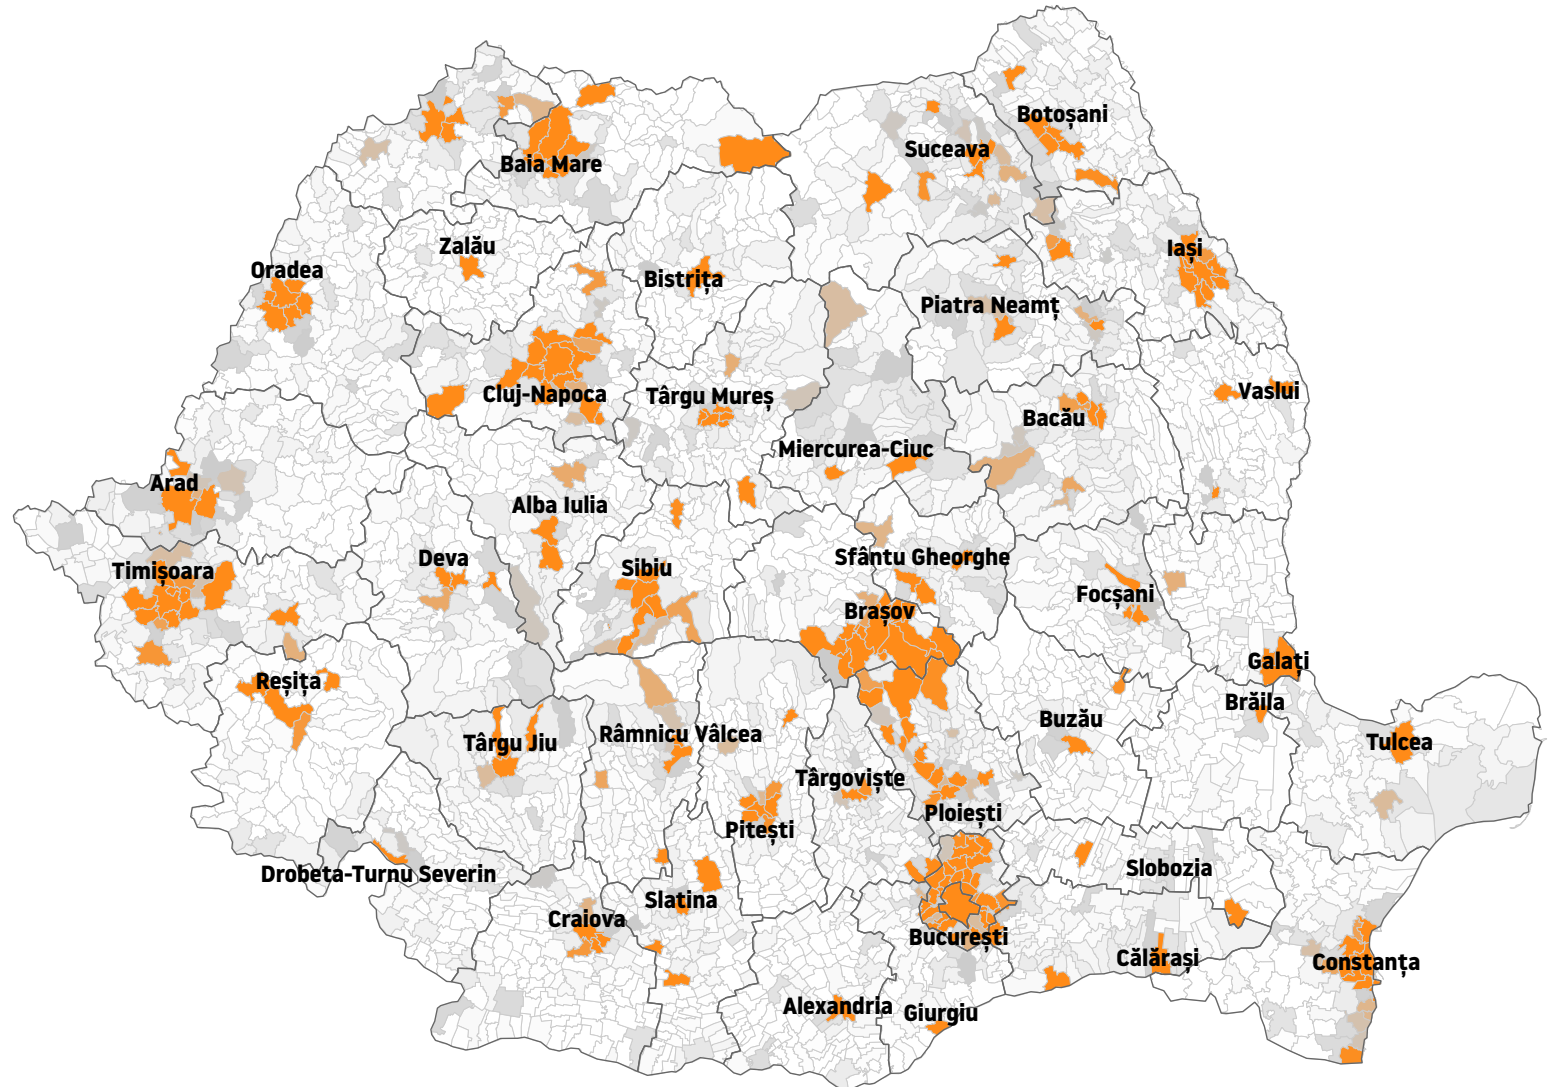 Botoșani
Suceava
Baia Mare
Zalău
Iași
Oradea
Bistrița
Piatra Neamț
Cluj-Napoca
Târgu Mureș
Vaslui
Bacău
Miercurea-Ciuc
Arad
Alba Iulia
Deva
Sfântu Gheorghe
Timișoara
Sibiu
Focșani
Brașov
Galați
Reșița
Brăila
Buzău
Râmnicu Vâlcea
Târgu Jiu
Tulcea
Târgoviște
Ploiești
Pitești
Slobozia
Drobeta-Turnu Severin
Slatina
Craiova
București
Călărași
Constanța
Alexandria
Giurgiu